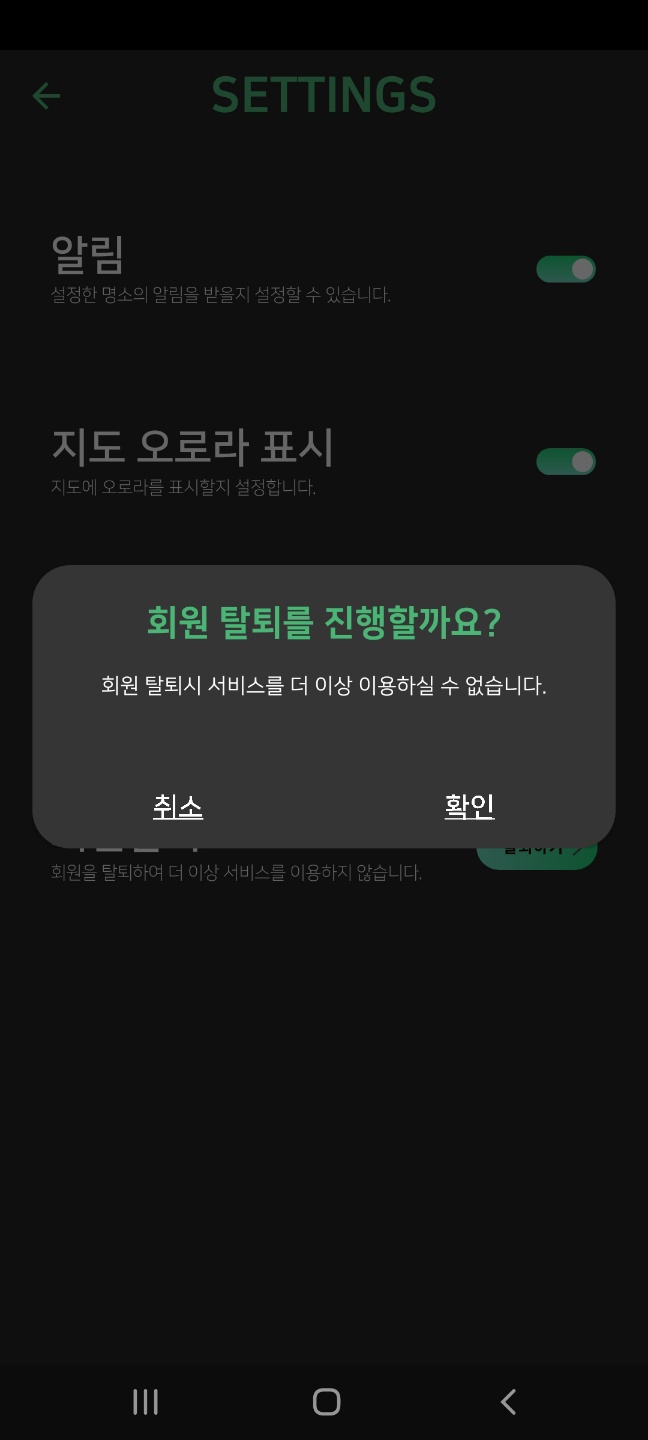 SETTINGS
알림
설정한 명소의 알림을 받을지 설정할 수 있습니다.
지도 오로라 표시
지도에 오로라를 표시할지 설정합니다.
회원 탈퇴를 진행할까요?
회원 탈퇴시 서비스를 더 이상 이용하실 수 없습니다.
취소
확인
회원을 탈퇴하여 더 이상 서비스를 이용하지 않습니다.